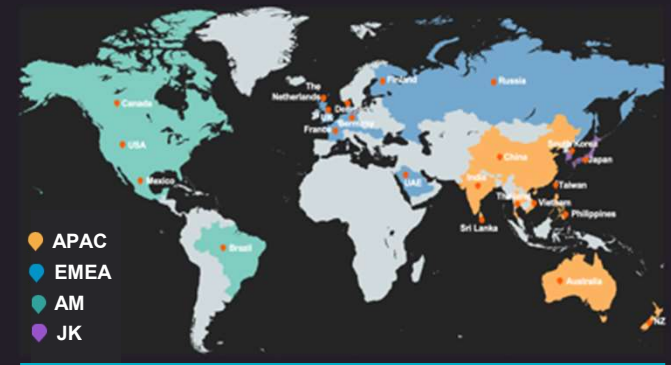 Canada
USA
Mexico
Brazil
The
Netherlands
UK
France
Germany
Finland
Russia
UAE
India
China
South Korea
Japan
Taiwan
Vietnam
Philippines
Sri Lanka
Australia
NZ
APAC
EMEA
AM
JK